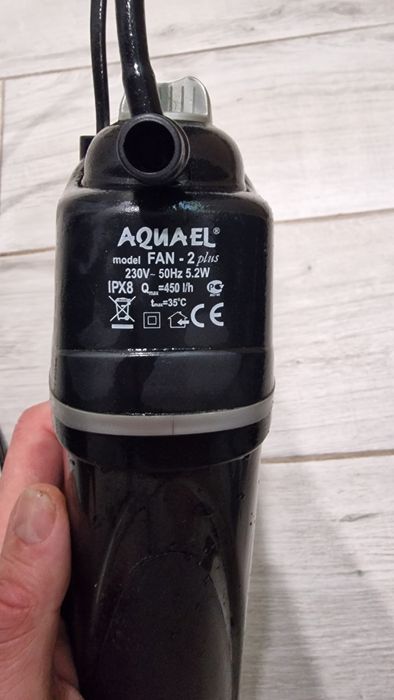 AQUAEL®
model FAN - 2 plus
230V~ 50Hz 5.2W
IPX8 Qmax=450 l/h
tmax=35°C
CE